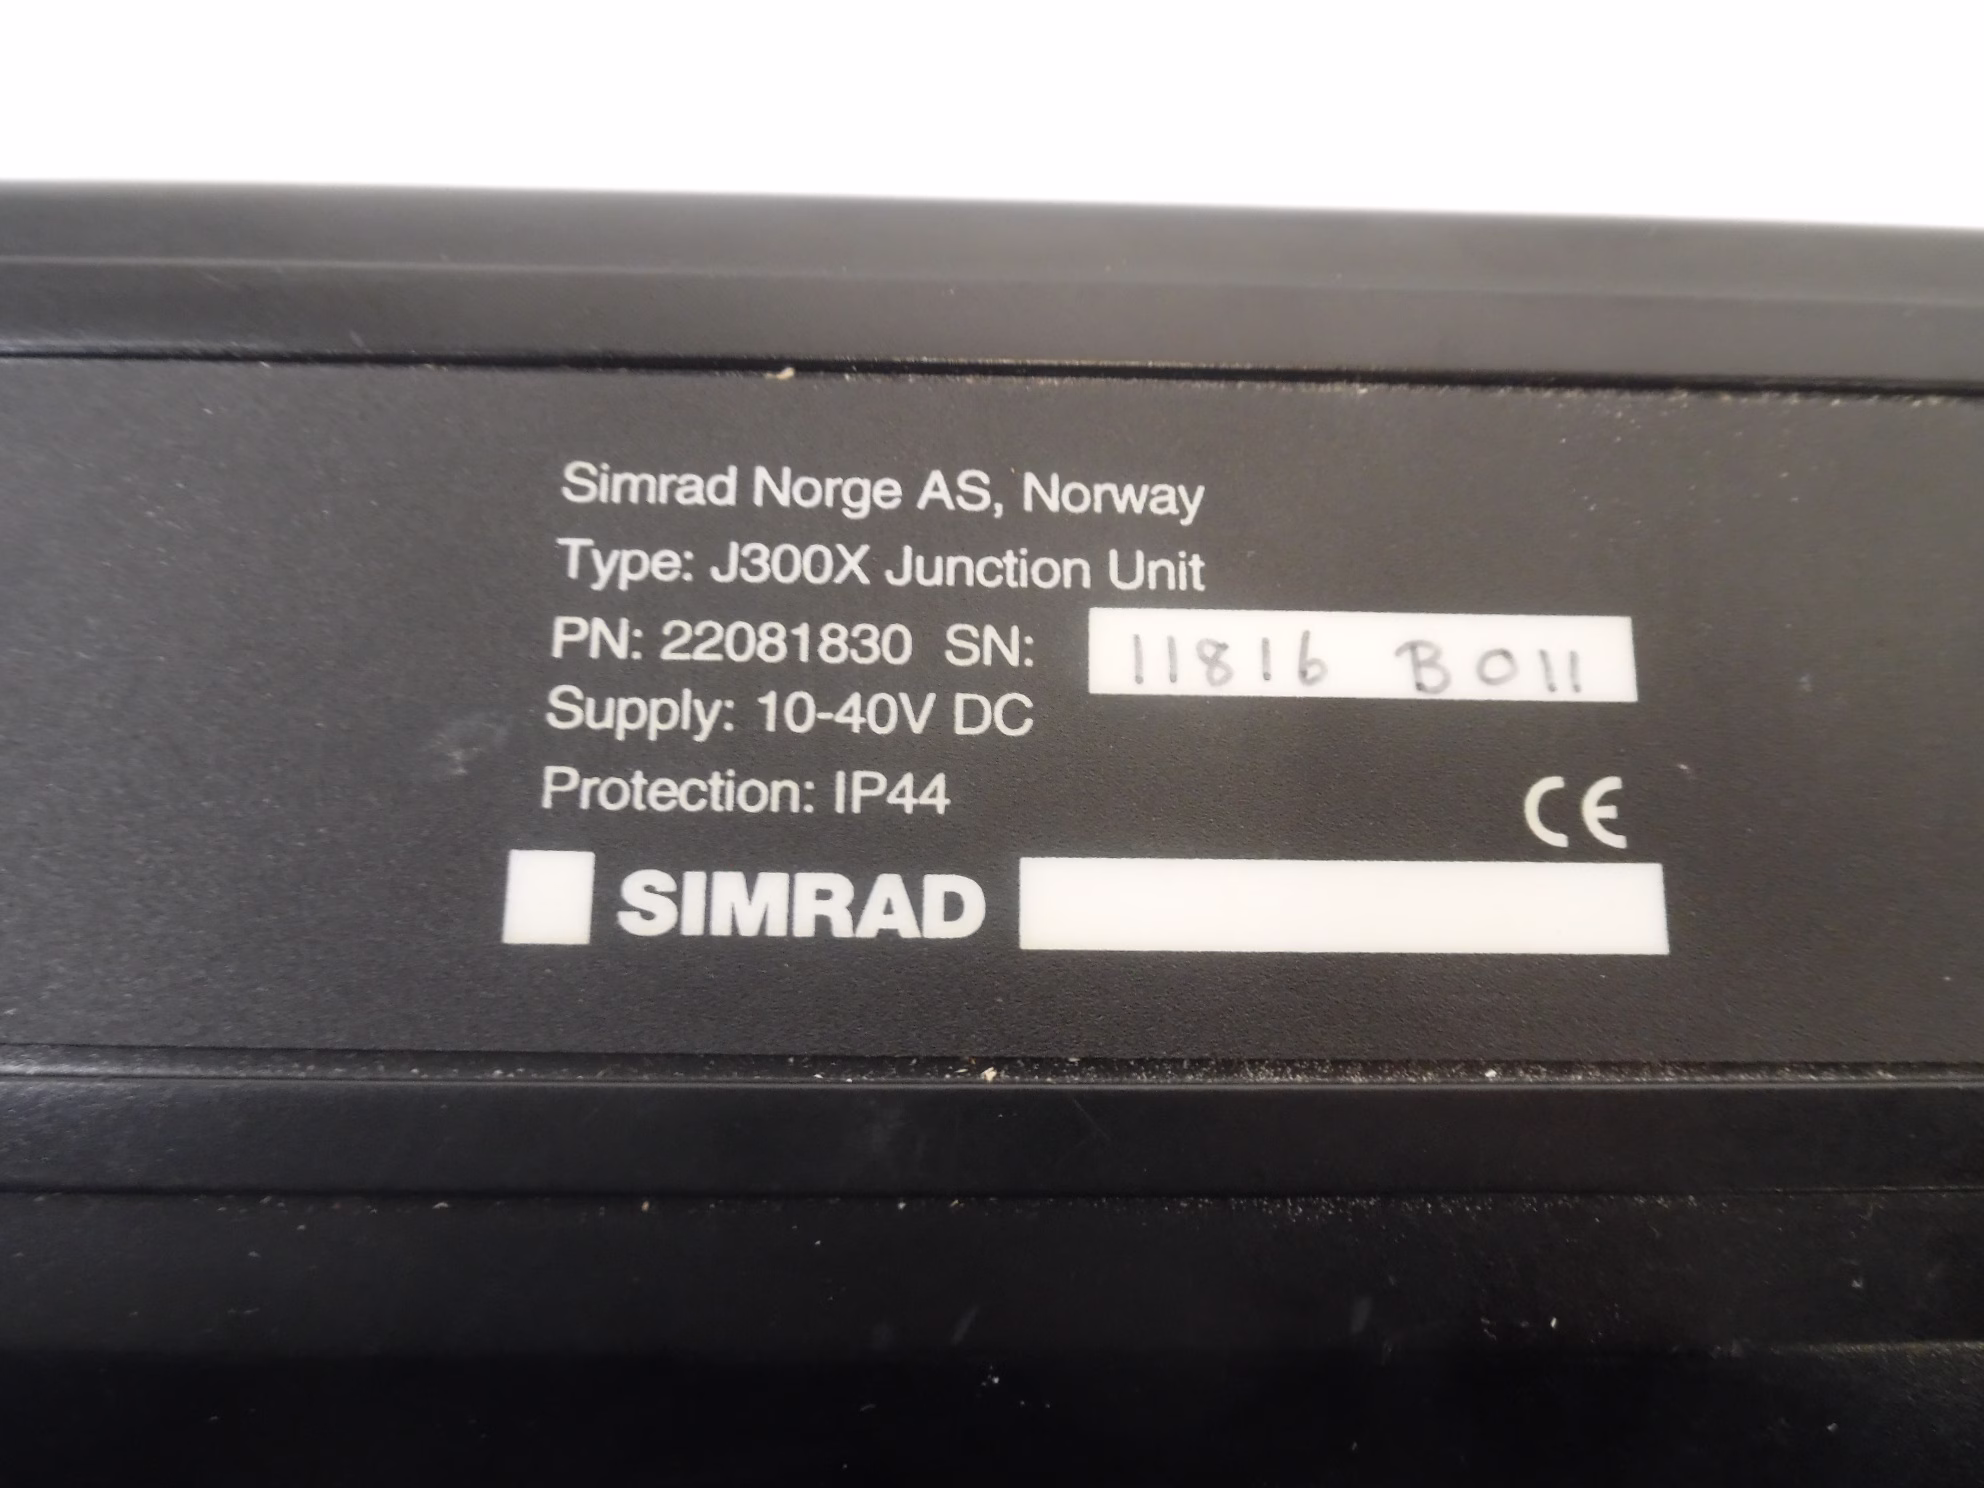 Simrad Norge AS, Norway
Type: J300X Junction Unit
PN: 22081830 SN: 11816 B011
Supply: 10-40V DC
Protection: IP44
CE
SIMRAD